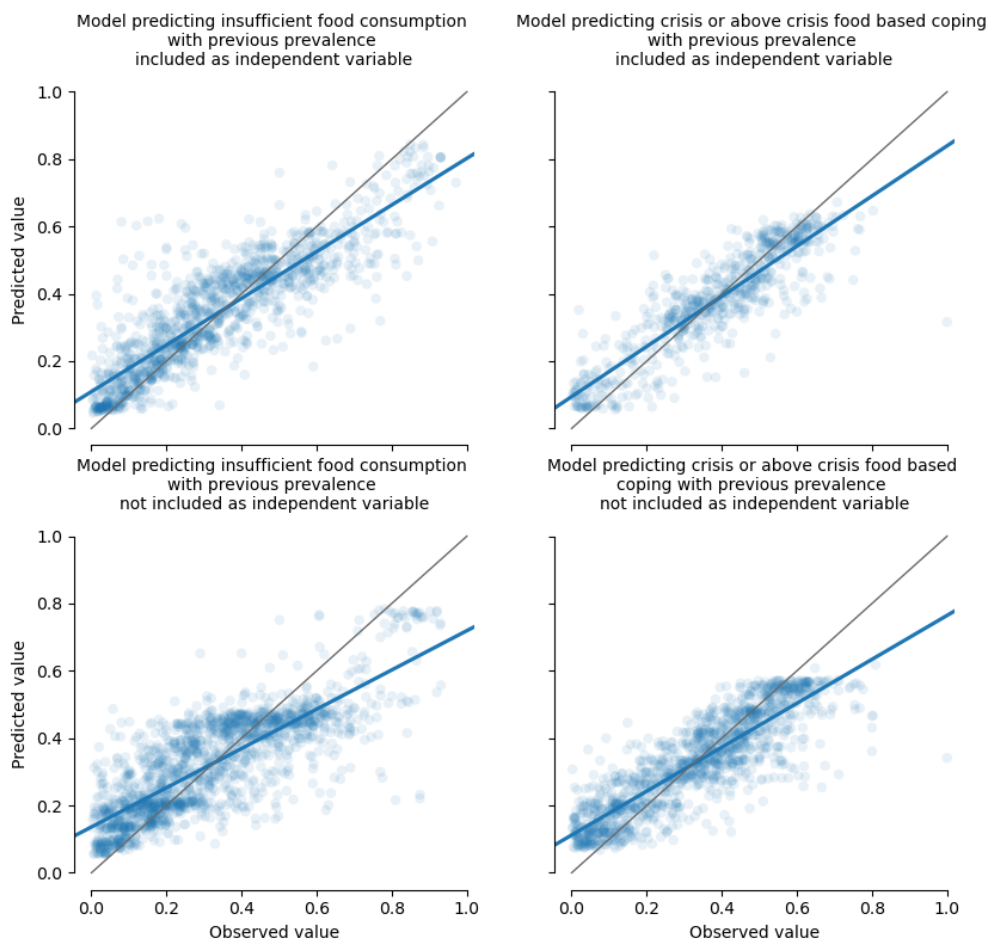 Model predicting insufficient food consumption
with previous prevalence
included as independent variable
Model predicting crisis or above crisis food based coping
with previous prevalence
included as independent variable
1.0
0.8
0.6
0.4
0.2
0.0
Predicted value
Model predicting insufficient food consumption
with previous prevalence
not included as independent variable
Model predicting crisis or above crisis food based
coping with previous prevalence
not included as independent variable
1.0
0.8
0.6
0.4
0.2
0.0
Predicted value
0.0 0.2 0.4 0.6 0.8 1.0
Observed value
0.0 0.2 0.4 0.6 0.8 1.0
Observed value